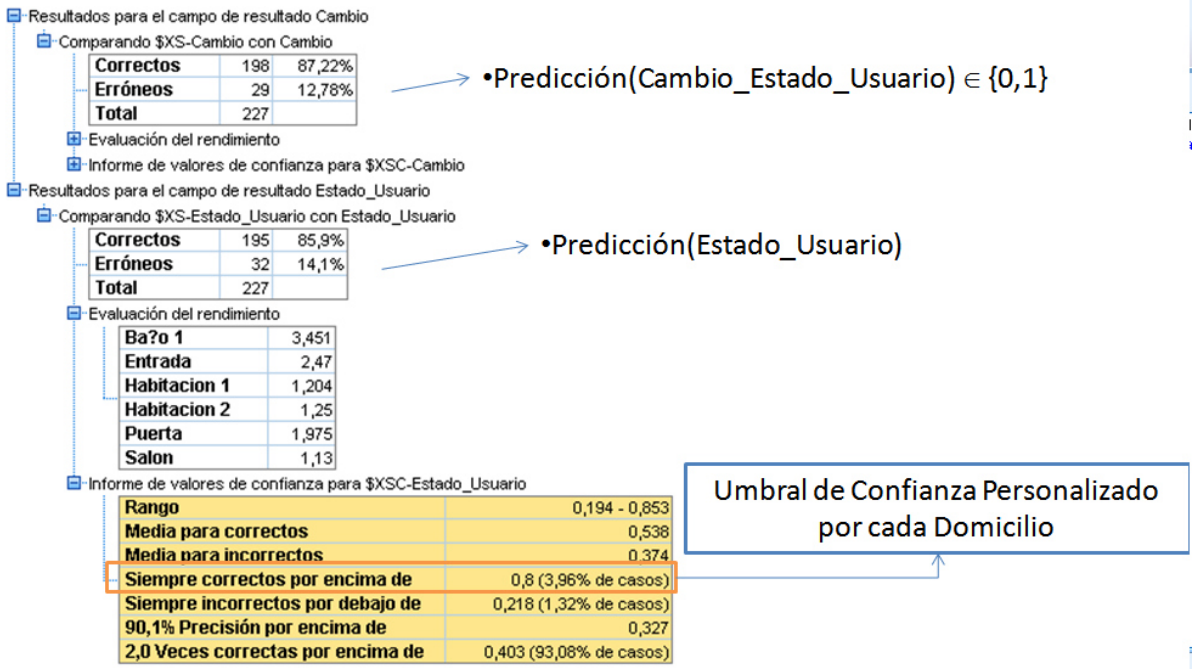 Resultados para el campo de resultado Cambio
Comparando $XS-Cambio con Cambio
Correctos 198 87,22%
Erróneos 29 12,78%
Total 227
•Predicción(Cambio_Estado_Usuario) ∈ {0,1}
Evaluación del rendimiento
Informe de valores de confianza para $XSC-Cambio
Resultados para el campo de resultado Estado_Usuario
Comparando $XS-Estado_Usuario con Estado_Usuario
Correctos 195 85,9%
Erróneos 32 14,1%
Total 227
•Predicción(Estado_Usuario)
Evaluación del rendimiento
Ba?o 1 3,451
Entrada 2,47
Habitacion 1 1,204
Habitacion 2 1,25
Puerta 1,975
Salon 1,13
Informe de valores de confianza para $XSC-Estado_Usuario
Rango 0,194 - 0,853
Media para correctos 0,538
Media para incorrectos 0,374
Siempre correctos por encima de 0,8 (3,96% de casos)
Siempre incorrectos por debajo de 0,218 (1,32% de casos)
90,1% Precisión por encima de 0,327
2,0 Veces correctas por encima de 0,403 (93,08% de casos)
Umbral de Confianza Personalizado
por cada Domicilio